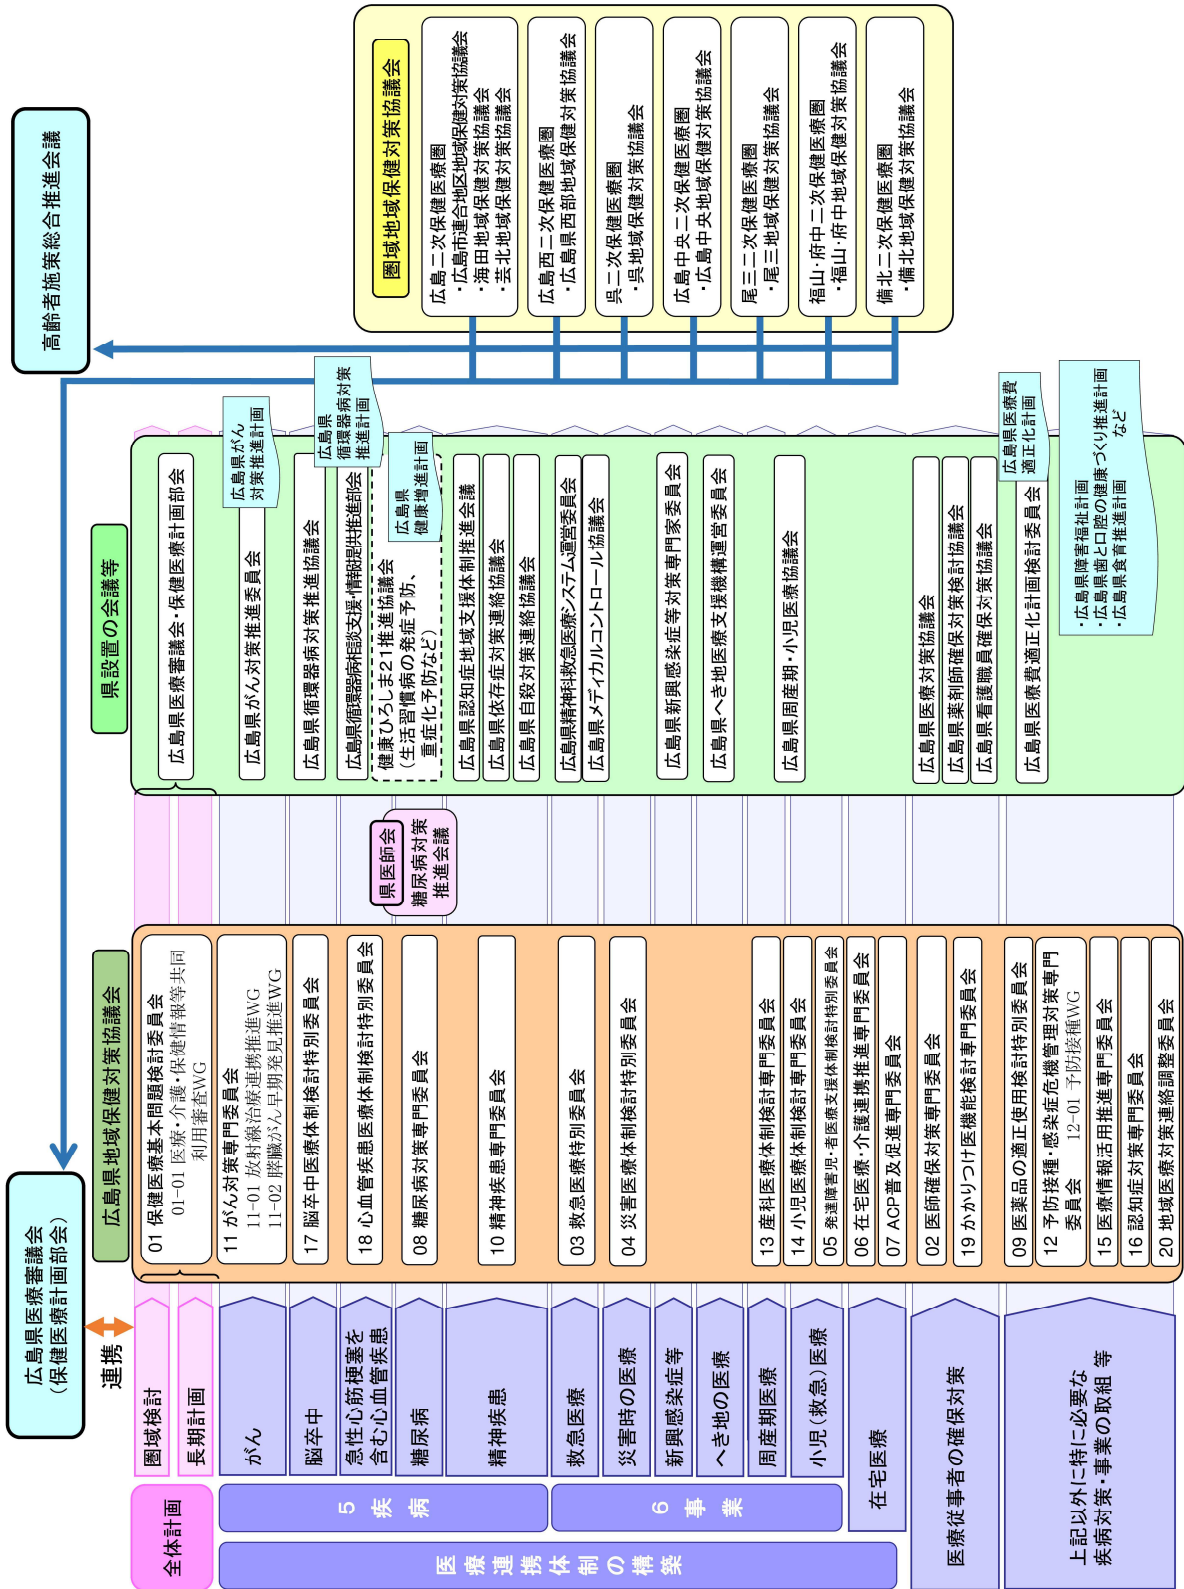 広島県医療審議会
（保健医療計画部会）
高齢者施策総合推進会議
連携
広島県地域保健対策協議会
県設置の会議等
圏域地域保健対策協議会
全体計画
圏域検討
長期計画
医療連携体制の構築
5疾病
がん
脳卒中
急性心筋梗塞を
含む心血管疾患
糖尿病
精神疾患
6事業
救急医療
災害時の医療
新興感染症等
へき地の医療
周産期医療
小児（救急）医療
在宅医療
医療従事者の確保対策
上記以外に特に必要な
疾病対策・事業の取組 等
01 保健医療基本問題検討委員会
01-01 医療・介護・保健情報等共同
利用審査WG
11 がん対策専門委員会
11-01 放射線治療連携推進WG
11-02 膵臓がん早期発見推進WG
17 脳卒中医療体制検討特別委員会
18 心血管疾患医療体制検討特別委員会
08 糖尿病対策専門委員会
10 精神疾患専門委員会
03 救急医療特別委員会
04 災害医療体制検討特別委員会
13 産科医療体制検討専門委員会
14 小児医療体制検討専門委員会
05 発達障害児・者医療支援体制検討特別委員会
06 在宅医療・介護連携推進専門委員会
07 ACP普及促進専門委員会
02 医師確保対策専門委員会
19 かかりつけ医機能検討専門委員会
09 医薬品の適正使用検討特別委員会
12 予防接種・感染症危機管理対策専門
委員会
12-01 予防接種WG
15 医療情報活用推進専門委員会
16 認知症対策専門委員会
20 地域医療対策連絡調整委員会
県医師会
糖尿病対策
推進会議
広島県医療審議会・保健医療計画部会
広島県がん対策推進委員会
広島県がん
対策推進計画
広島県循環器病対策推進協議会
広島県循環器病相談支援・情報提供推進部会
広島県
循環器病対策
推進計画
健康ひろしま２１推進協議会
（生活習慣病の発症予防、
重症化予防など）
広島県
健康増進計画
広島県認知症地域支援体制推進会議
広島県依存症対策連絡協議会
広島県自殺対策連絡協議会
広島県精神科救急医療システム運営委員会
広島県メディカルコントロール協議会
広島県新興感染症等対策専門家委員会
広島県へき地医療支援機構運営委員会
広島県周産期・小児医療協議会
広島県医療対策協議会
広島県薬剤師確保対策検討協議会
広島県看護職員確保対策協議会
広島県医療費適正化計画検討委員会
広島県医療費
適正化計画
・広島県障害福祉計画
・広島県歯と口腔の健康づくり推進計画
・広島県食育推進計画　など
広島二次保健医療圏
・広島市連合地区地域保健対策協議会
・海田地域保健対策協議会
・芸北地域保健対策協議会
広島西二次保健医療圏
・広島県西部地域保健対策協議会
呉二次保健医療圏
・呉地域保健対策協議会
広島中央二次保健医療圏
・広島中央地域保健対策協議会
尾三二次保健医療圏
・尾三地域保健対策協議会
福山・府中二次保健医療圏
・福山・府中地域保健対策協議会
備北二次保健医療圏
・備北地域保健対策協議会